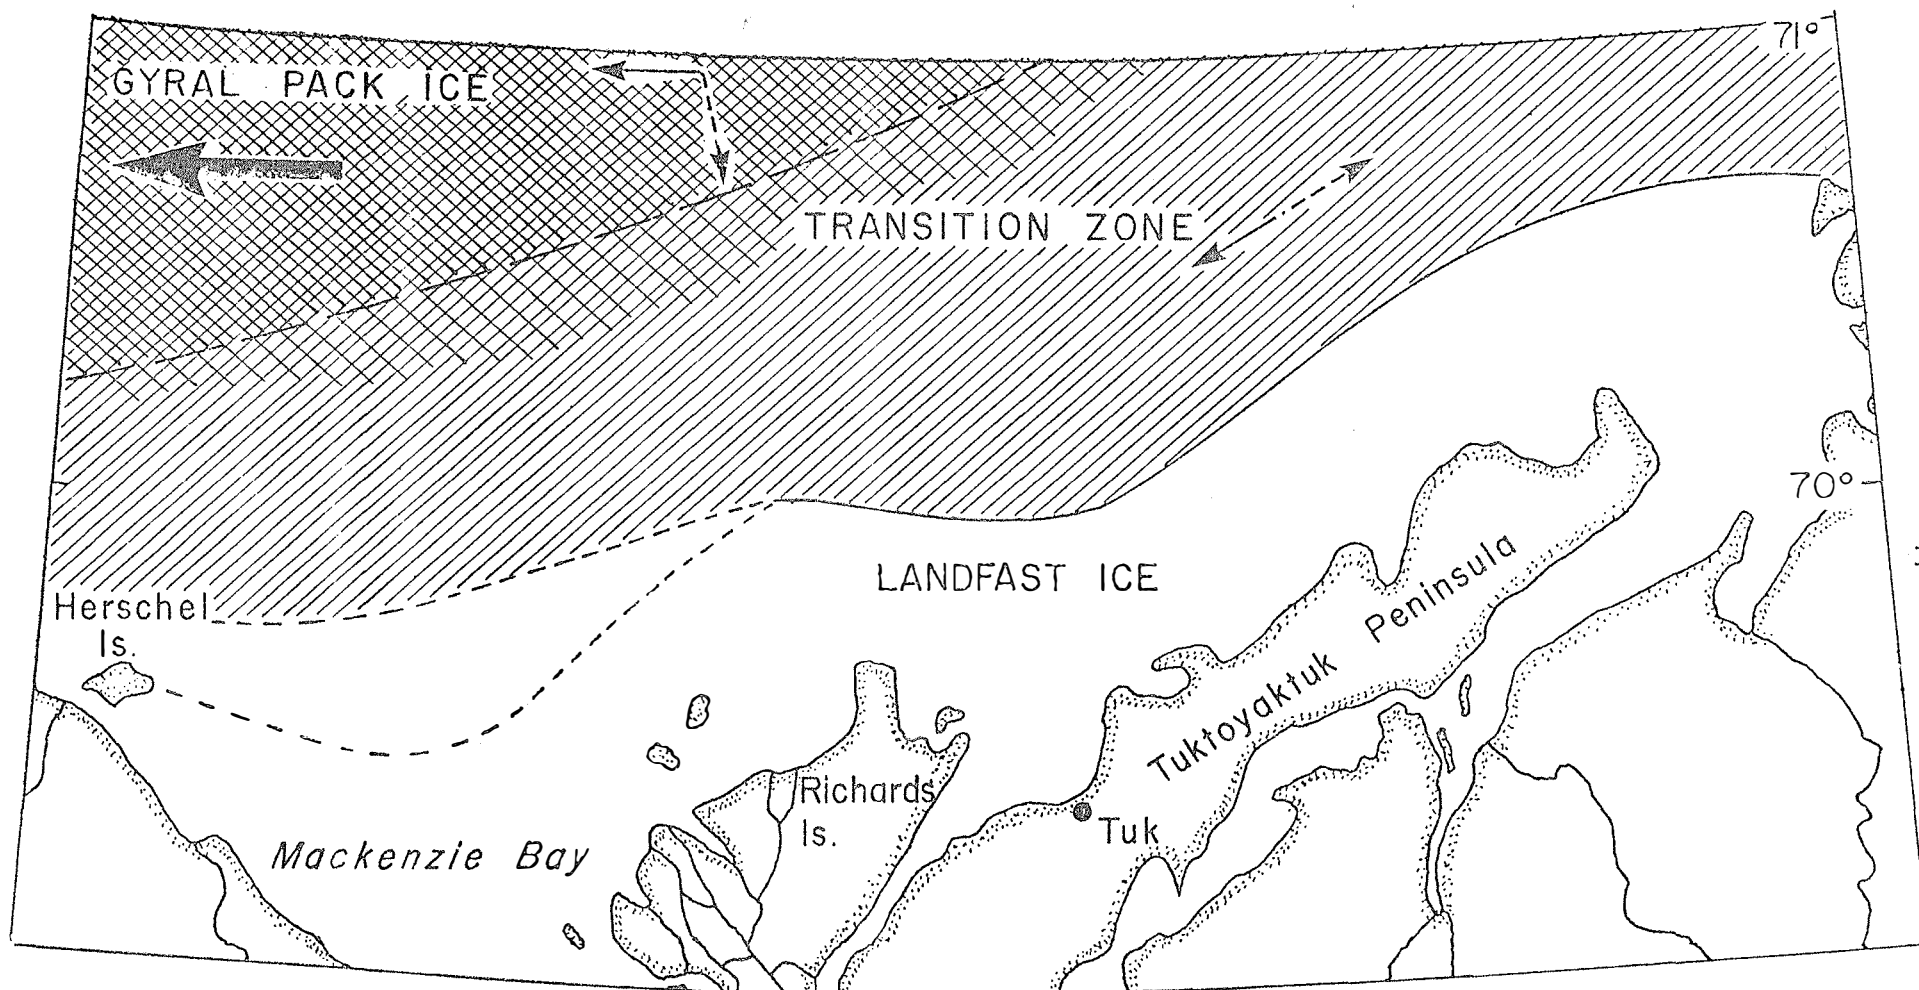 71°
GYRAL PACK ICE
TRANSITION ZONE
70°
LANDFAST ICE
Herschel
Is.
Tuktoyaktuk Peninsula
Richards
Is.
Tuk
Mackenzie Bay